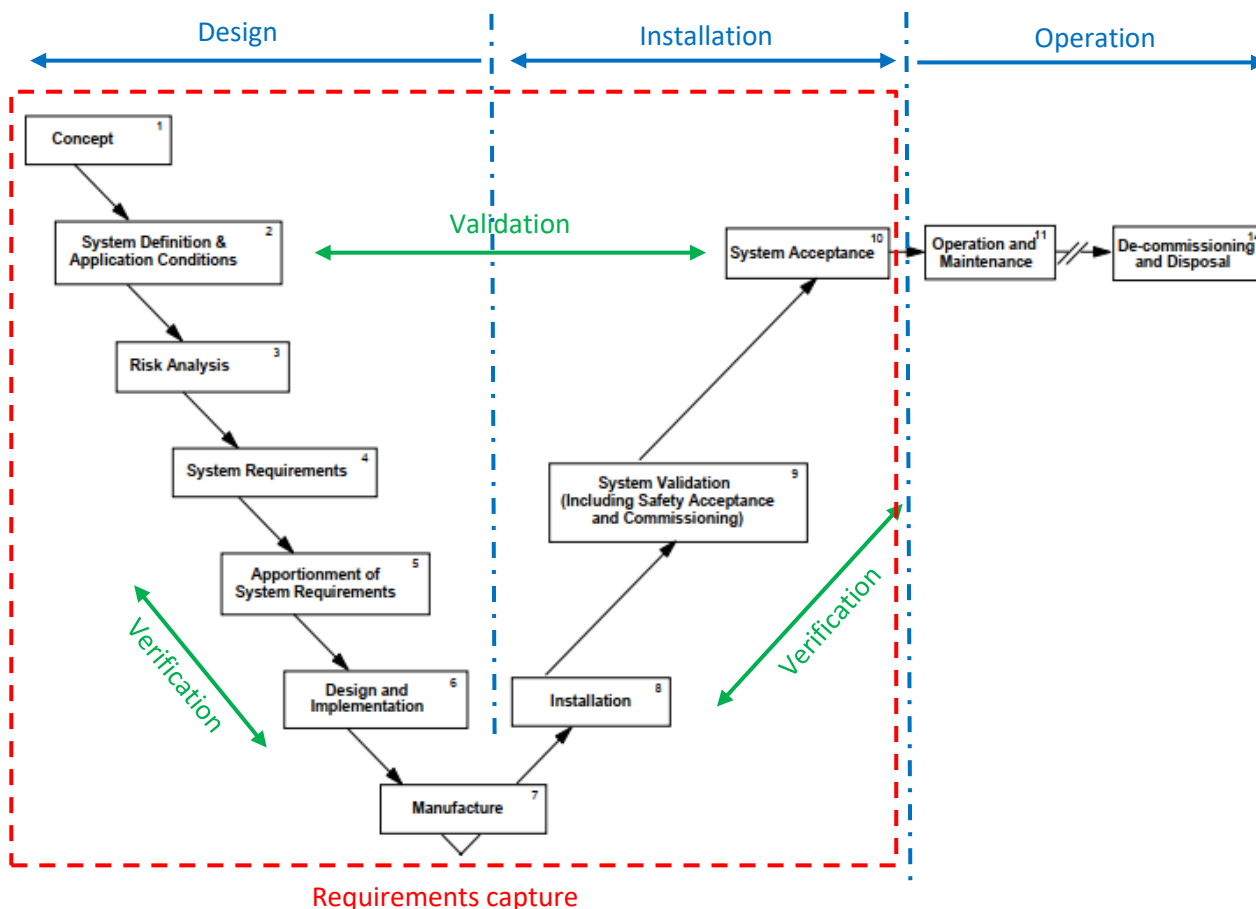 Design
Installation
Operation
1
Concept
2
System Definition &
Application Conditions
Validation
10
System Acceptance
11
Operation and
Maintenance
14
De-commissioning
and Disposal
3
Risk Analysis
4
System Requirements
9
System Validation
(Including Safety Acceptance
and Commissioning)
5
Apportionment of
System Requirements
Verification
Verification
6
Design and
Implementation
8
Installation
7
Manufacture
Requirements capture